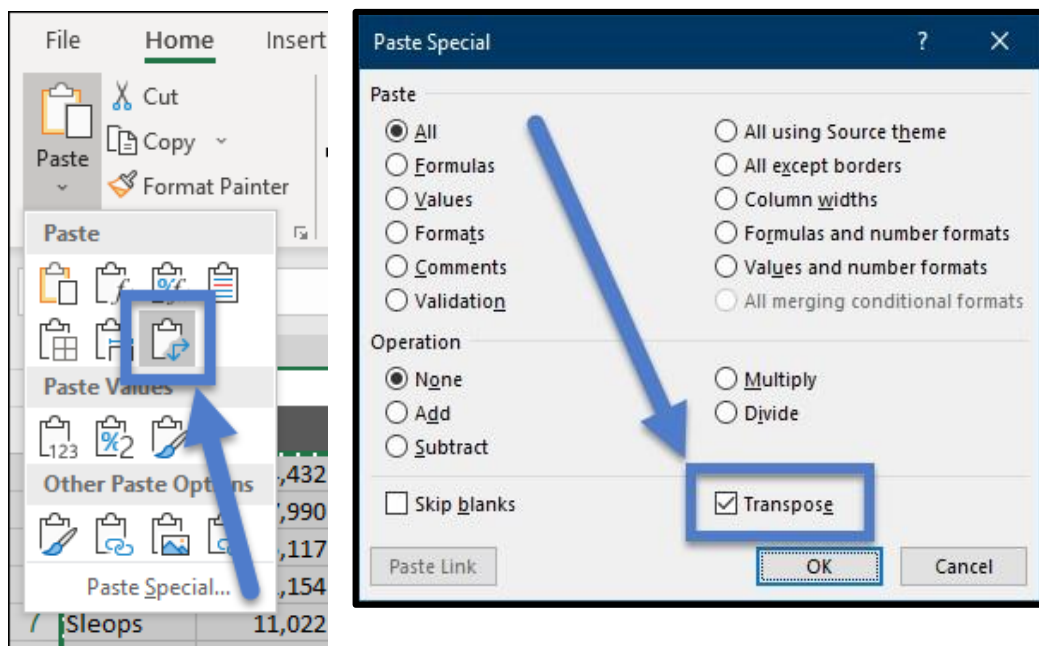 File Home Insert
Cut
Copy
Paste
Format Painter
Paste
Paste Values
123
%2
Other Paste Options
,432
,990
,117
,154
Paste Special...
7 Sleops 11,022
Paste Special ? ×
Paste
All All using Source theme
Formulas All except borders
Values Column widths
Formats Formulas and number formats
Comments Values and number formats
Validation All merging conditional formats
Operation
None Multiply
Add Divide
Subtract
Skip blanks Transpose
Paste Link OK Cancel